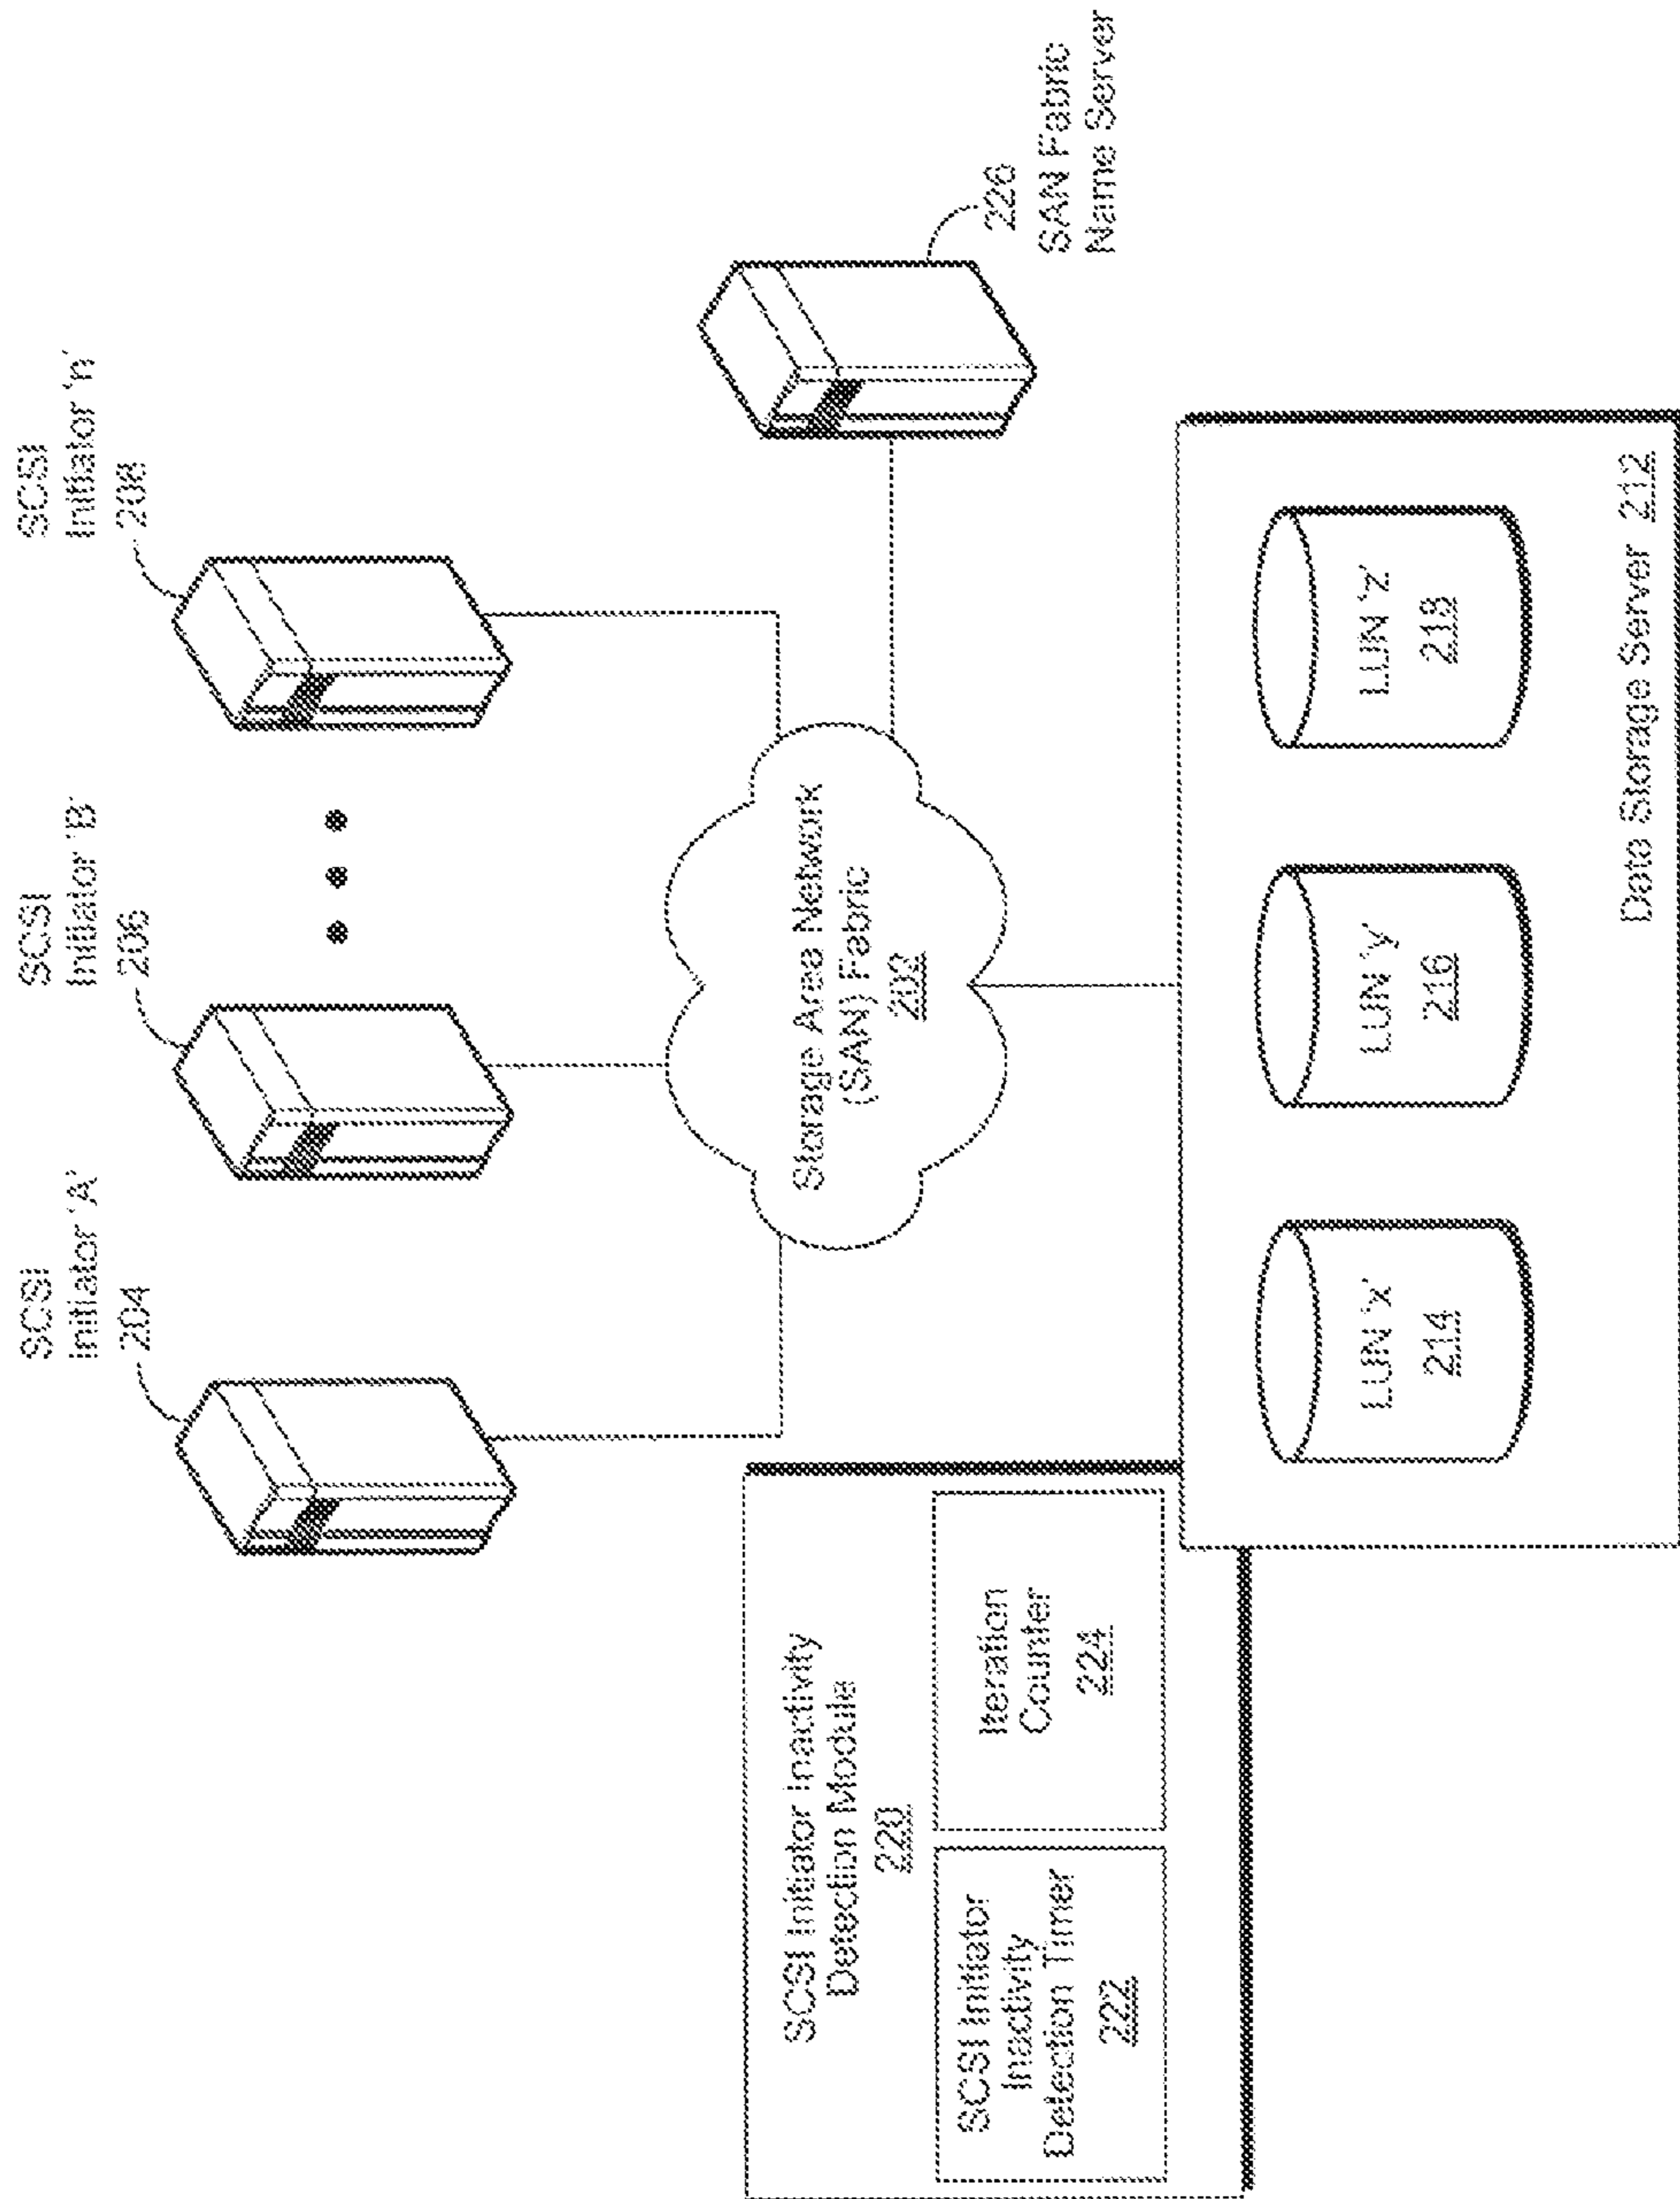 SCSI
Initiator 'A'
204
SCSI
Initiator 'B'
206
SCSI
Initiator 'n'
208
Storage Area Network
(SAN) Fabric
202
226
SAN Fabric
Name Server
SCSI Initiator Inactivity
Detection Module
220
SCSI Initiator
Inactivity
Detection Timer
222
Iteration
Counter
224
LUN 'x'
214
LUN 'y'
216
LUN 'z'
218
Data Storage Server 212